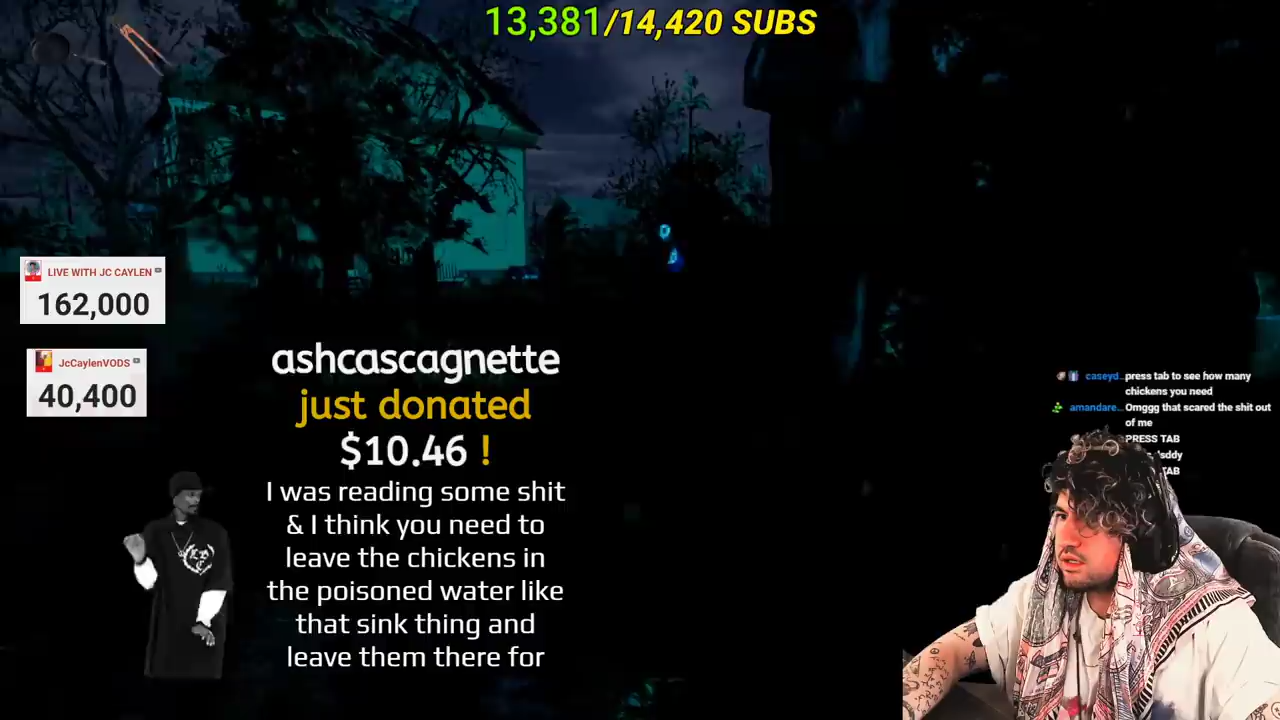 13,381/14,420 SUBS
LIVE WITH JC CAYLEN
162,000
JcCaylenVODS
40,400
ashcascagnette
just donated
$10.46 !
I was reading some shit
& I think you need to
leave the chickens in
the poisoned water like
that sink thing and
leave them there for
caseyd... press tab to see how many
chickens you need
amandare... Omggg that scared the shit out
of me
PRESS TAB